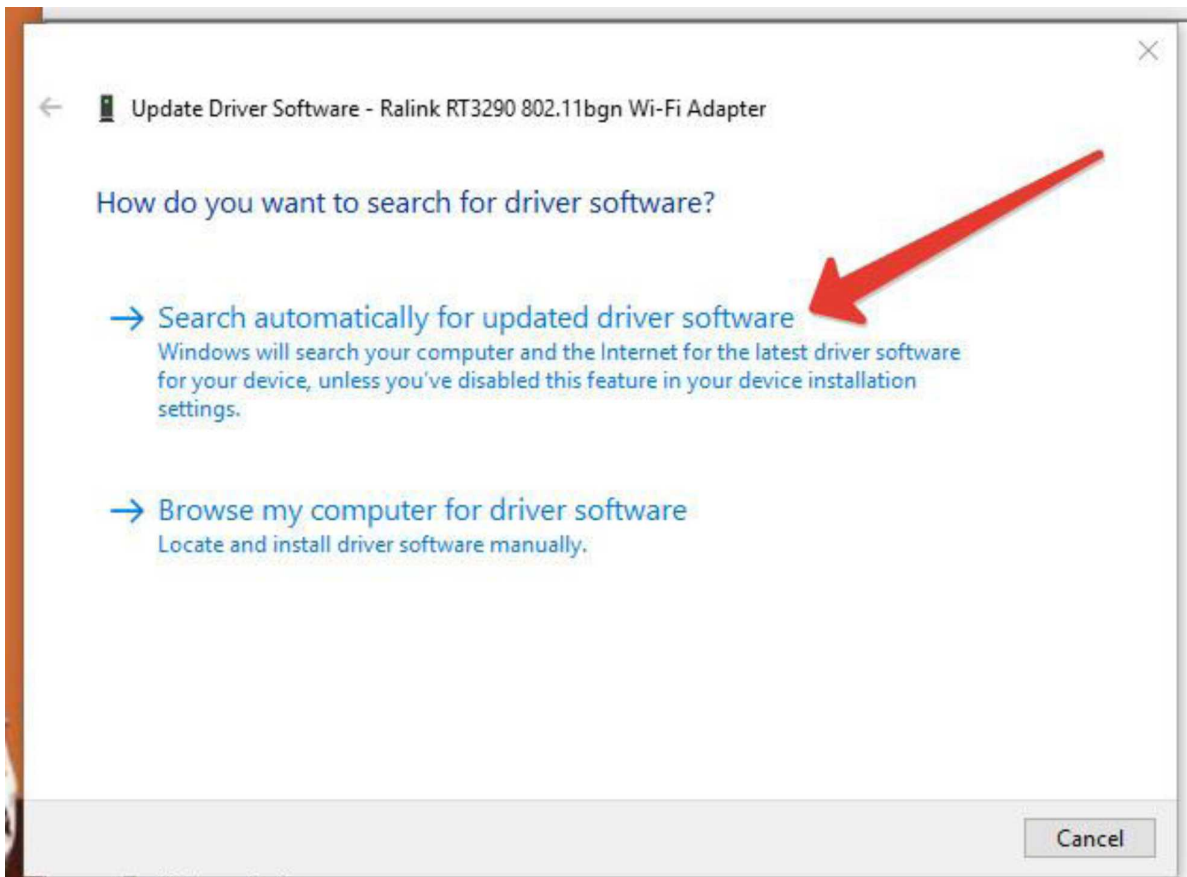 Update Driver Software - Ralink RT3290 802.11bgn Wi-Fi Adapter
How do you want to search for driver software?
Search automatically for updated driver software
Windows will search your computer and the Internet for the latest driver software
for your device, unless you've disabled this feature in your device installation
settings.
Browse my computer for driver software
Locate and install driver software manually.
Cancel